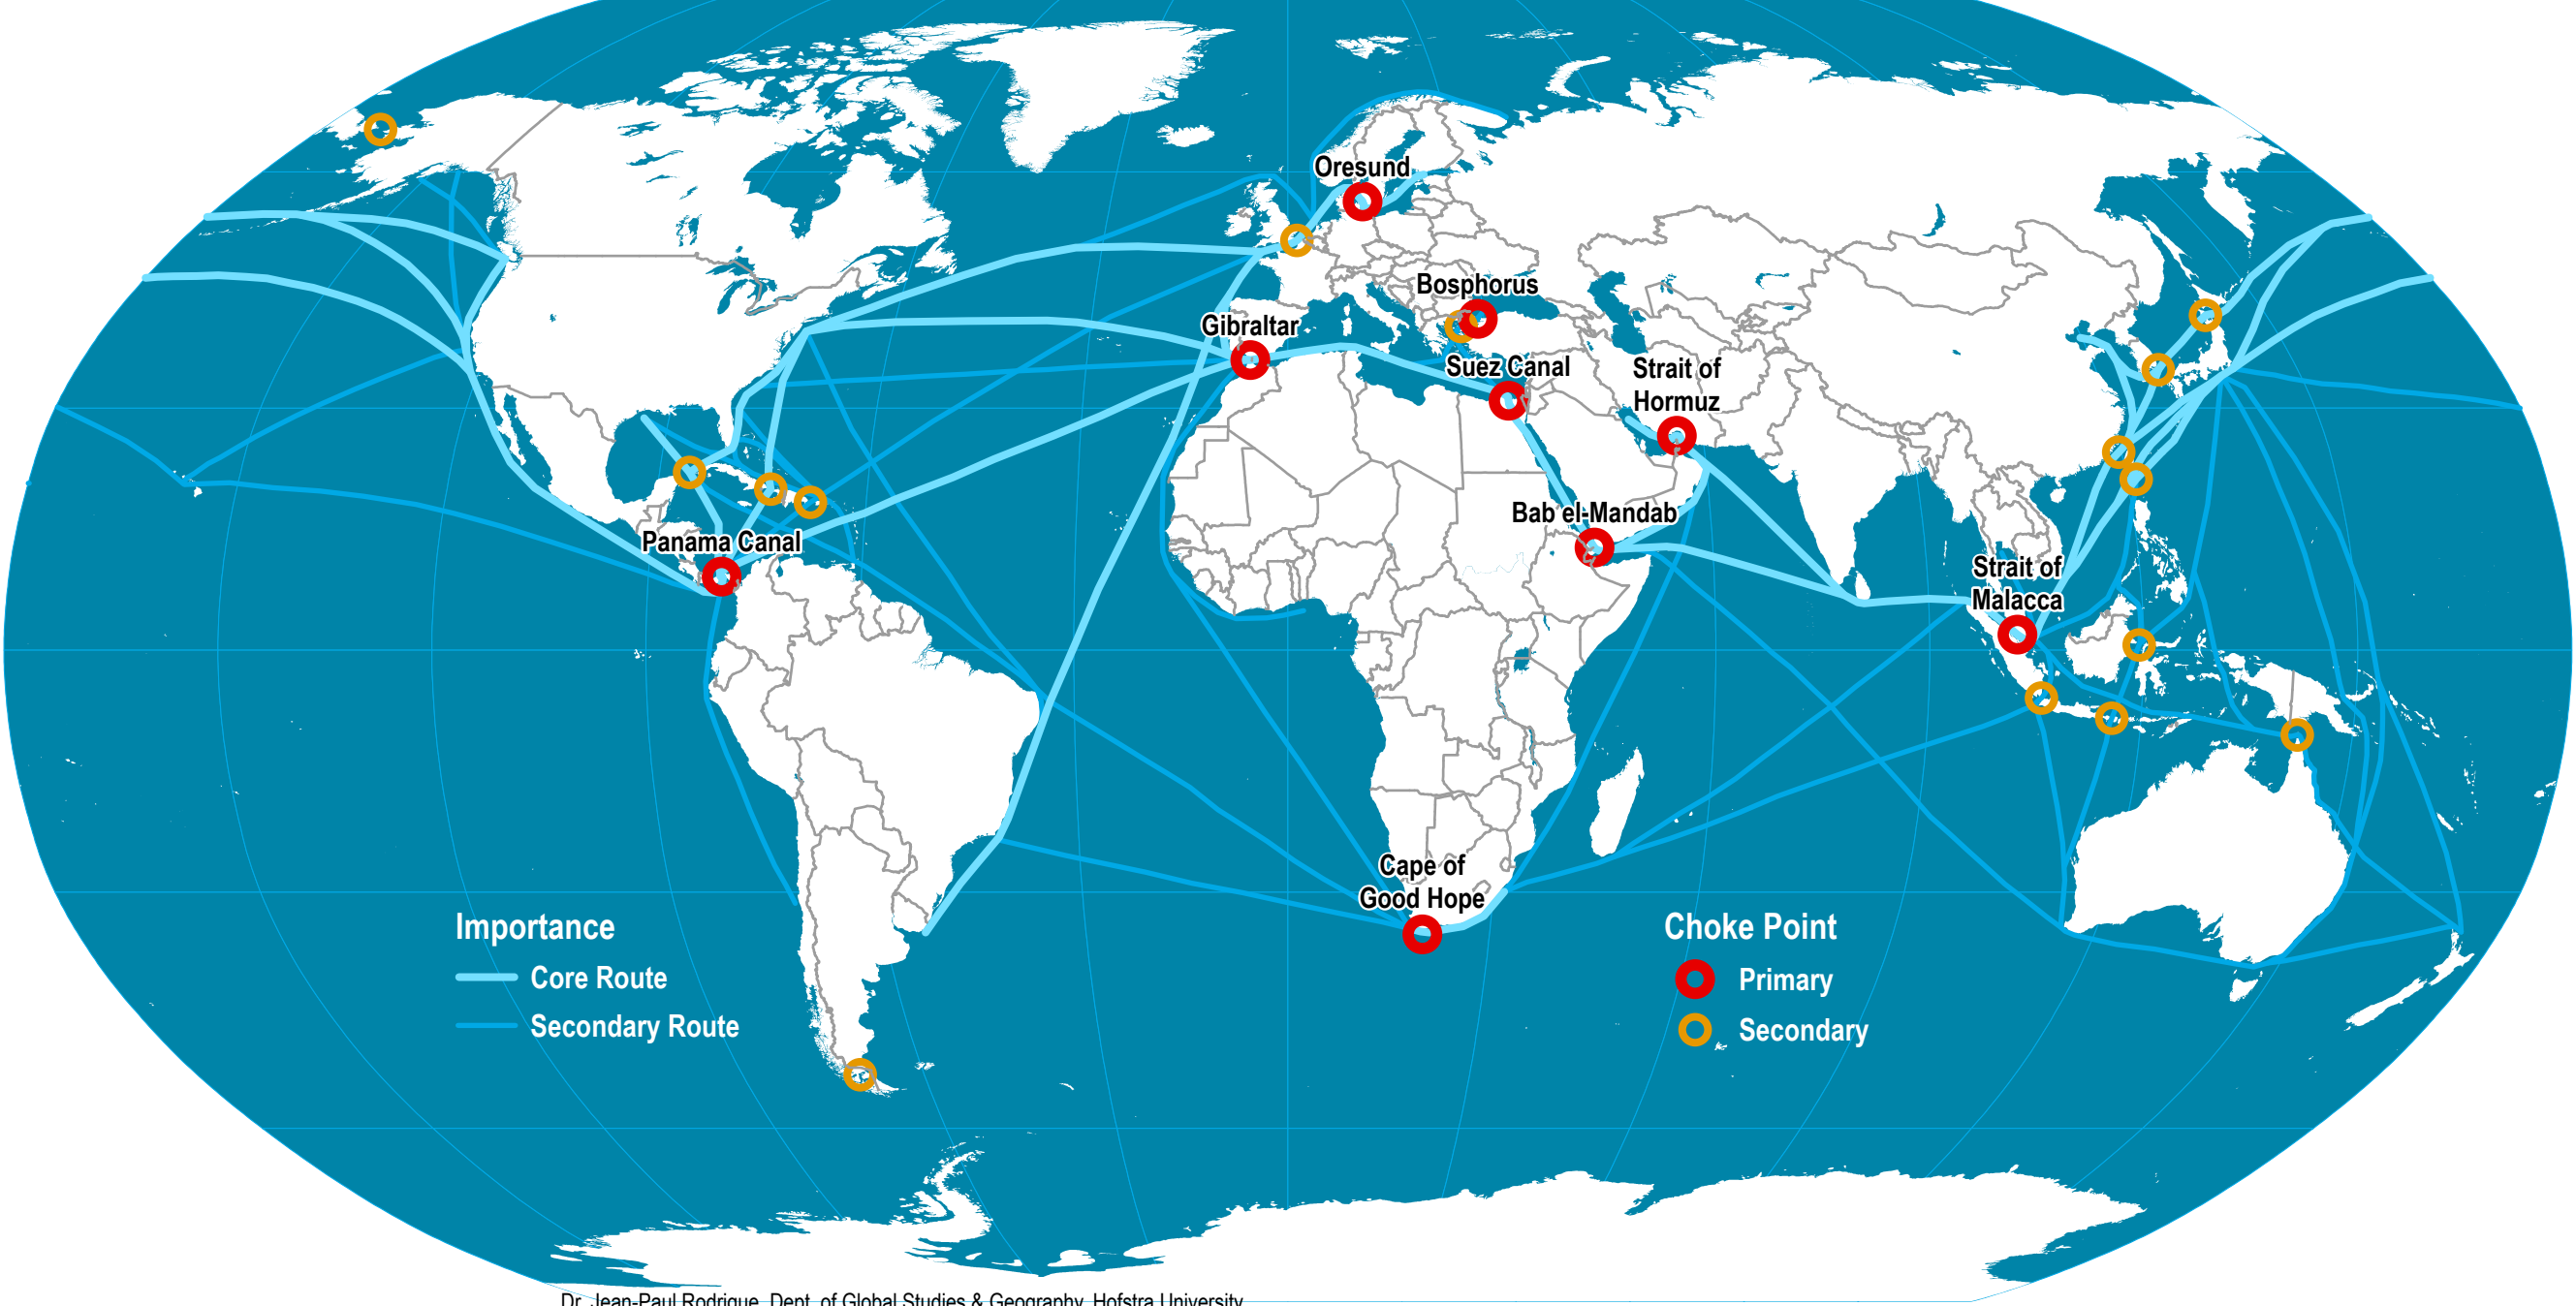 Oresund
Bosphorus
Gibraltar
Suez Canal
Strait of
Hormuz
Bab el-Mandab
Panama Canal
Strait of
Malacca
Cape of
Good Hope
Importance
Core Route
Secondary Route
Choke Point
Primary
Secondary
Dr. Jean-Paul Rodrigue, Dept. of Global Studies & Geography, Hofstra University